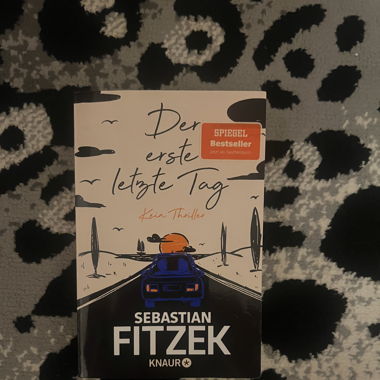 Der
erste
letzte Tag
Kein Thriller
SPIEGEL
Bestseller
SEBASTIAN
FITZEK
KNAUR